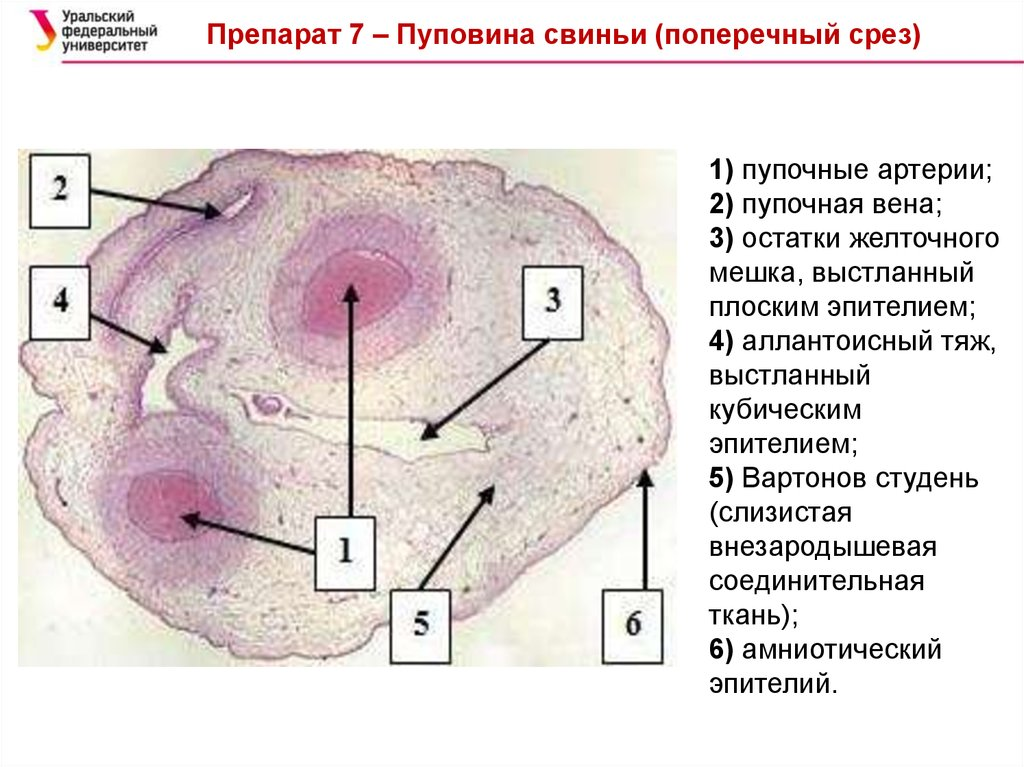 Уральский
федеральный
университет
Препарат 7 – Пуповина свиньи (поперечный срез)
2
4
3
1
5
6
1) пупочные артерии;
2) пупочная вена;
3) остатки желточного
мешка, выстланный
плоским эпителием;
4) аллантоисный тяж,
выстланный
кубическим
эпителием;
5) Вартонов студень
(слизистая
внезародышевая
соединительная
ткань);
6) амниотический
эпителий.